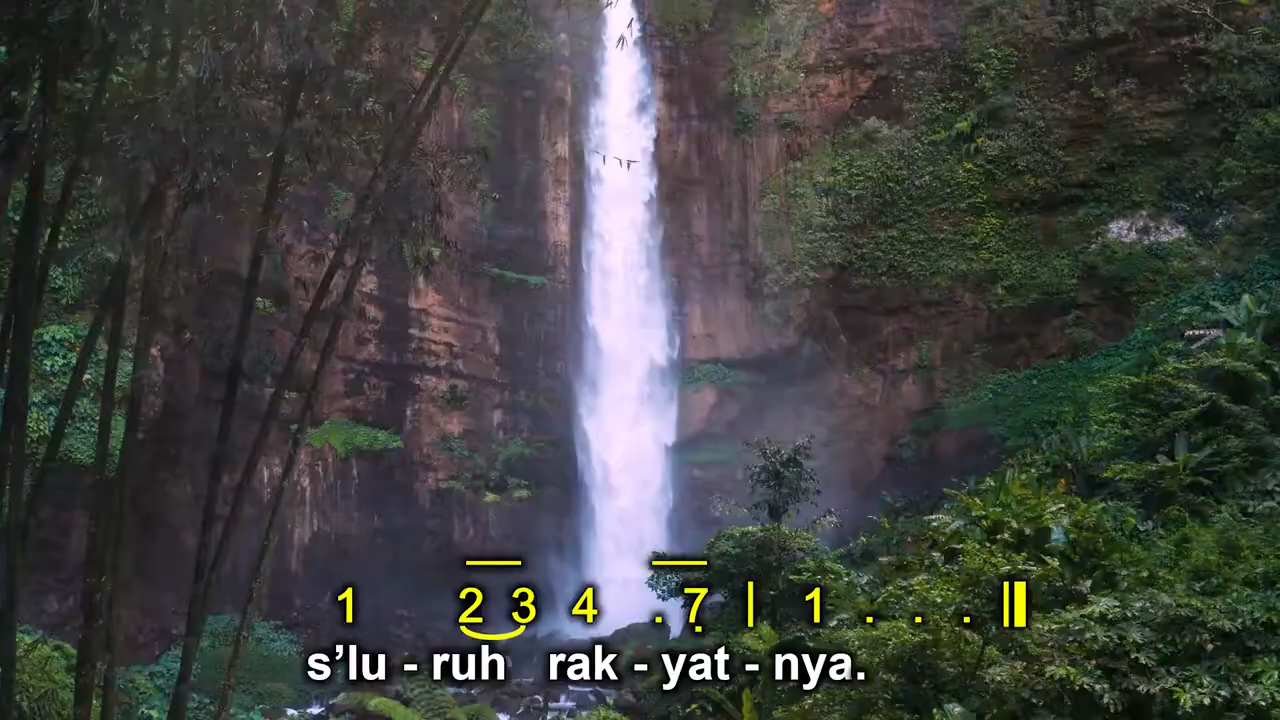 1 2 3 4 . 7̣ | 1 . . . ‖
s’lu - ruh rak - yat - nya.